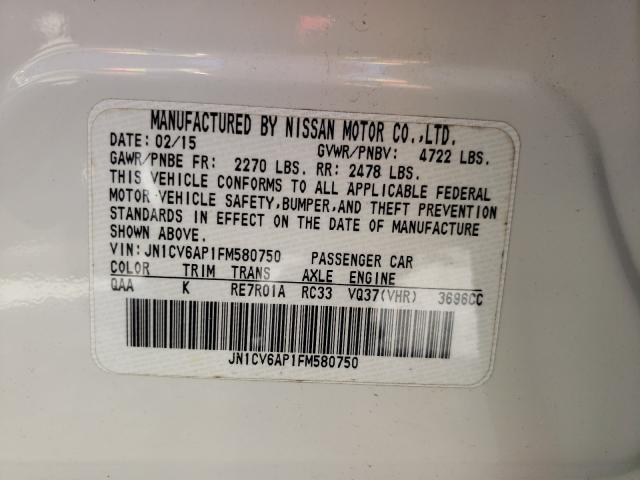 MANUFACTURED BY NISSAN MOTOR CO.,LTD.
DATE: 02/15 GVWR/PNBV: 4722 LBS.
GAWR/PNBE FR: 2270 LBS. RR: 2478 LBS.
THIS VEHICLE CONFORMS TO ALL APPLICABLE FEDERAL
MOTOR VEHICLE SAFETY,BUMPER,AND THEFT PREVENTION
STANDARDS IN EFFECT ON THE DATE OF MANUFACTURE
SHOWN ABOVE.
VIN:JN1CV6AP1FM580750 PASSENGER CAR
COLOR TRIM TRANS AXLE ENGINE
QAA K RE7R01A RC33 VQ37(VHR) 3696CC
JN1CV6AP1FM580750